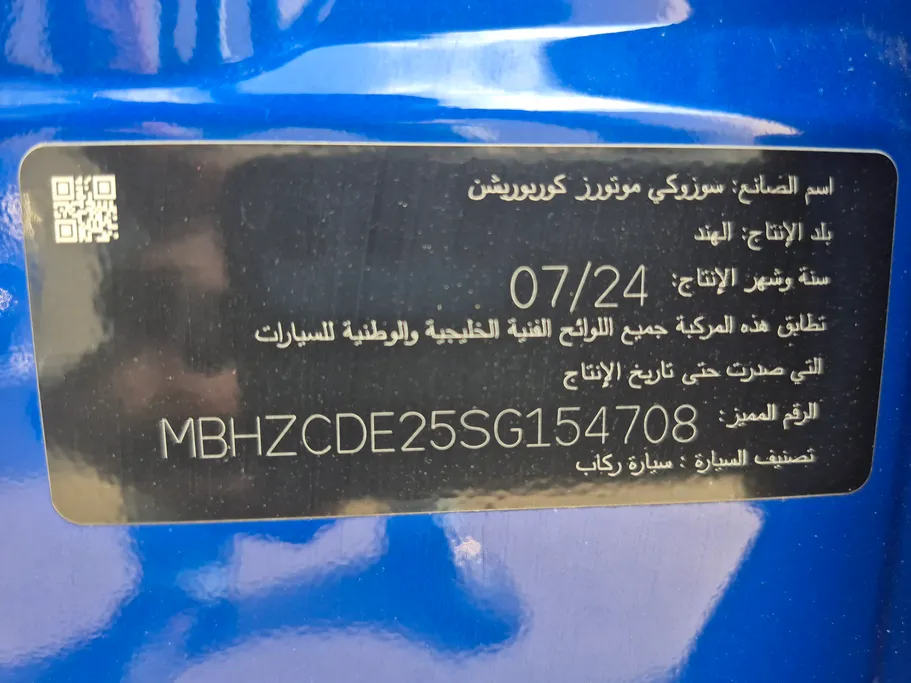 اسم الصانع: سوزوكي موتورز كوربوريشن
بلد الإنتاج: الهند
سنة وشهر الإنتاج: 07/24
تطابق هذه المركبة جميع اللوائح الفنية الخليجية والوطنية للسيارات
التي صدرت حتى تاريخ الإنتاج
الرقم المميز: MBHZCDE25SG154708
تصنيف السيارة : سيارة ركاب